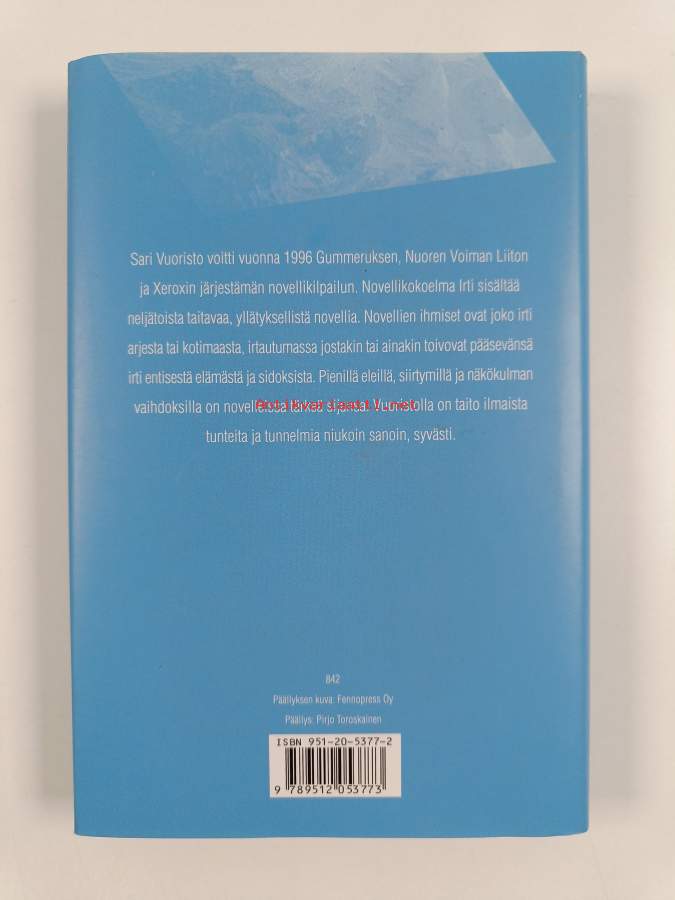 Sari Vuoristo voitti vuonna 1996 Gummeruksen, Nuoren Voiman Liiton
ja Xeroxin järjestämän novellikilpailun. Novellikokoelma Irti sisältää
neljätoista taitavaa, yllätyksellistä novellia. Novellien ihmiset ovat joko irti
arjesta tai kotimaasta, irtautumassa jostakin tai ainakin toivovat pääsevänsä
irti entisestä elämästä ja sidoksista. Pienillä eleillä, siirtymillä ja näkökulman
vaihdoksilla on novelleissa sijansa. Vuoristolla on taito ilmaista
Antikvariaatti.net
tunteita ja tunnelmia niukoin sanoin, syvästi.
842
Päällyksen kuva: Fennopress Oy
Päällys: Pirjo Toroskainen
ISBN 951-20-5377-2
9 789512 053773